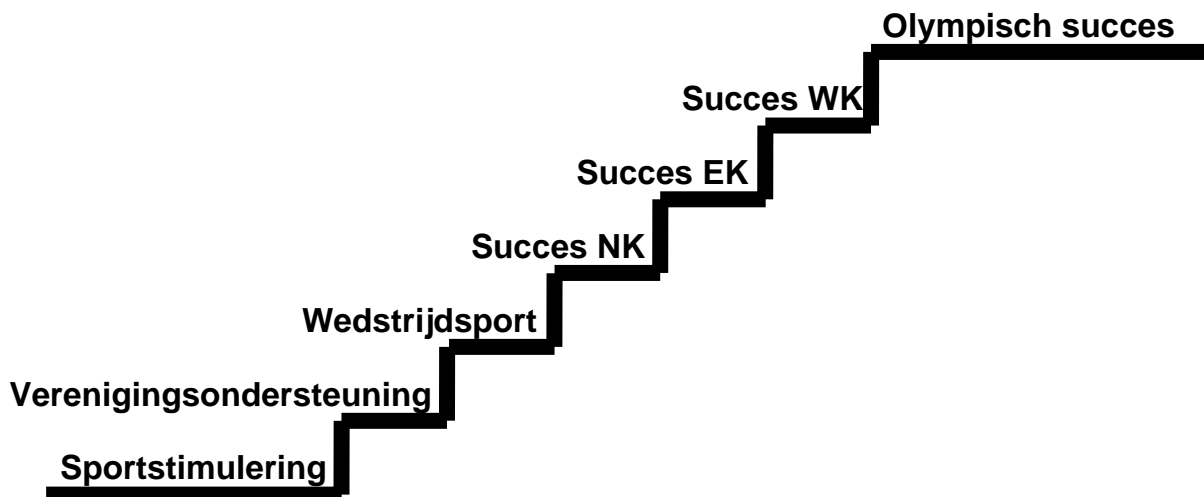 Olympisch succes
Succes WK
Succes EK
Succes NK
Wedstrijdsport
Verenigingsondersteuning
Sportstimulering